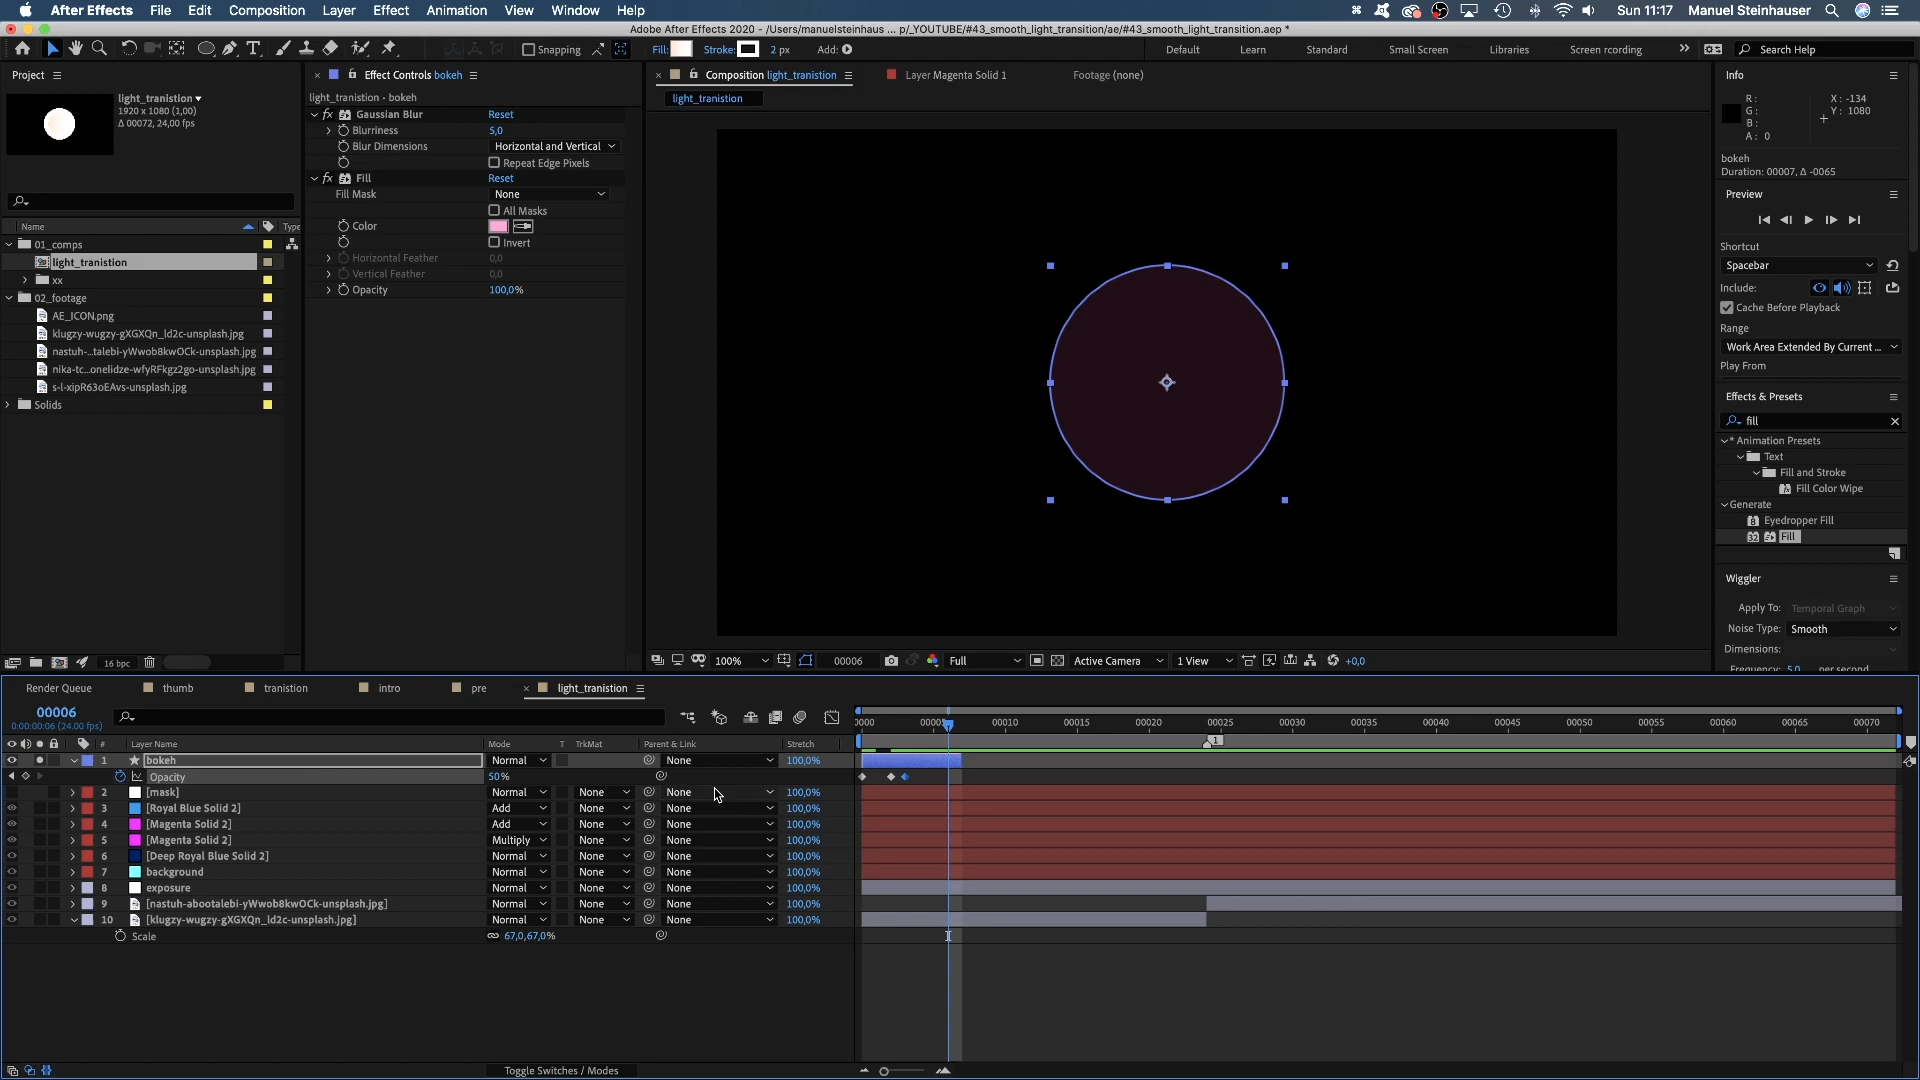 After Effects File Edit Composition Layer Effect Animation View Window Help Sun 11:17 Manuel Steinhauser
Adobe After Effects 2020 - /Users/manuelsteinhaus ... p/_YOUTUBE/#43_smooth_light_transition/ae/#43_smooth_light_transition.aep *
Snapping Fill: Stroke: 2 px Add: Default Learn Standard Small Screen Libraries Screen rcording Search Help
Project
light_tranistion
1920 x 1080 (1,00)
Δ 00072, 24,00 fps
Name Type
01_comps
light_tranistion
xx
02_footage
AE_ICON.png
klugzy-wugzy-gXGXQn_ld2c-unsplash.jpg
nastuh-...talebi-yWwob8kwOCk-unsplash.jpg
nika-tc...onelidze-wfyRFkgz2go-unsplash.jpg
s-l-xipR63oEAvs-unsplash.jpg
Solids
16 bpc
Effect Controls bokeh
light_tranistion • bokeh
fx Gaussian Blur Reset
Blurriness 5,0
Blur Dimensions Horizontal and Vertical
Repeat Edge Pixels
fx Fill Reset
Fill Mask None
All Masks
Color
Invert
Horizontal Feather 0,0
Vertical Feather 0,0
Opacity 100,0%
Composition light_tranistion Layer Magenta Solid 1 Footage (none)
light_tranistion
100% 00006 Full Active Camera 1 View +0,0
Info
R: X: -134
G: Y: 1080
B:
A: 0
bokeh
Duration: 00007, Δ -0065
Preview
Shortcut
Spacebar
Include:
Cache Before Playback
Range
Work Area Extended By Current ...
Play From
Effects & Presets
fill
* Animation Presets
Text
Fill and Stroke
Fill Color Wipe
Generate
Eyedropper Fill
32 Fill
Wiggler
Apply To: Temporal Graph
Noise Type: Smooth
Dimensions:
Frequency: 5,0 per second
Render Queue thumb tranistion intro pre light_tranistion
00006
0:00:00:06 (24.00 fps)
0000 0000 00010 00015 00020 00025 00030 00035 00040 00045 00050 00055 00060 00065 00070
# Layer Name Mode T TrkMat Parent & Link Stretch 1
1 bokeh Normal None 100,0%
Opacity 50%
2 [mask] Normal None None 100,0%
3 [Royal Blue Solid 2] Add None None 100,0%
4 [Magenta Solid 2] Add None None 100,0%
5 [Magenta Solid 2] Multiply None None 100,0%
6 [Deep Royal Blue Solid 2] Normal None None 100,0%
7 background Normal None None 100,0%
8 exposure Normal None None 100,0%
9 [nastuh-abootalebi-yWwob8kwOCk-unsplash.jpg] Normal None None 100,0%
10 [klugzy-wugzy-gXGXQn_ld2c-unsplash.jpg] Normal None None 100,0%
Scale 67,0,67,0%
Toggle Switches / Modes